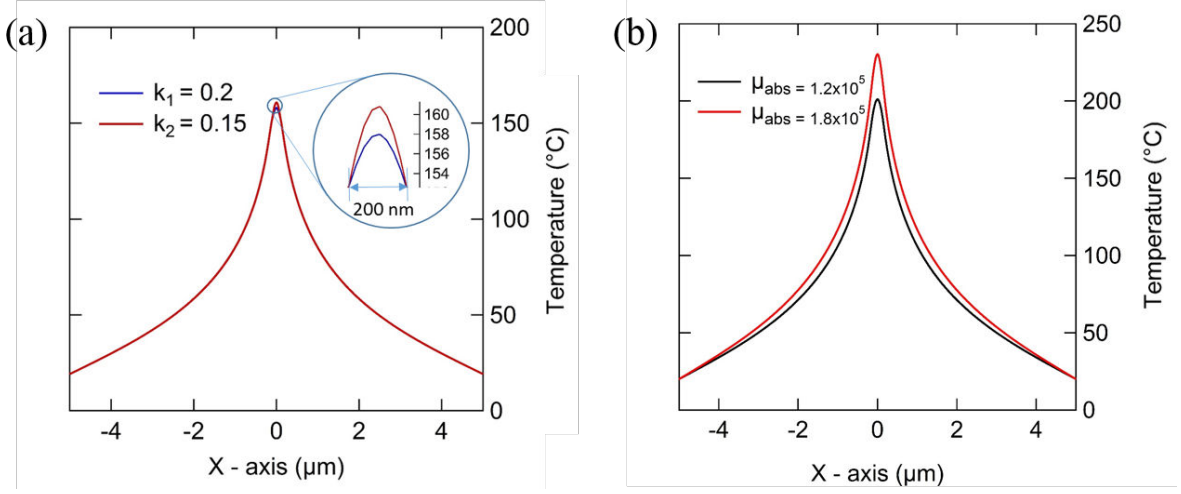 (a)
200
150
100
50
0
Temperature (°C)
k₁ = 0.2
k₂ = 0.15
160
158
156
154
200 nm
-4 -2 0 2 4
X - axis (µm)
(b)
250
200
150
100
50
0
Temperature (°C)
µabs = 1.2x10⁵
µabs = 1.8x10⁵
-4 -2 0 2 4
X - axis (µm)